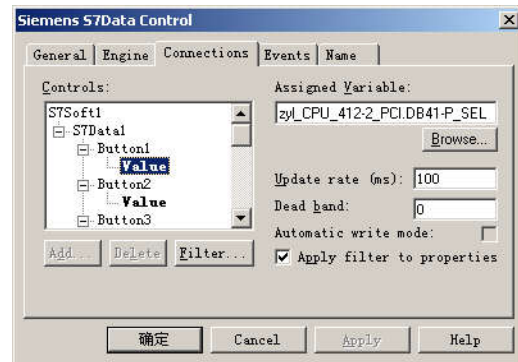 Siemens S7Data Control
General
Engine
Connections
Events
Name
Controls:
S7Soft1
S7Data1
Button1
Value
Button2
Value
Button3
Add...
Delete
Filter...
Assigned Variable:
zyl_CPU_412-2_PCI.DB41-P_SEL
Browse...
Update rate (ms): 100
Dead band: 0
Automatic write mode:
Apply filter to properties
确定
Cancel
Apply
Help